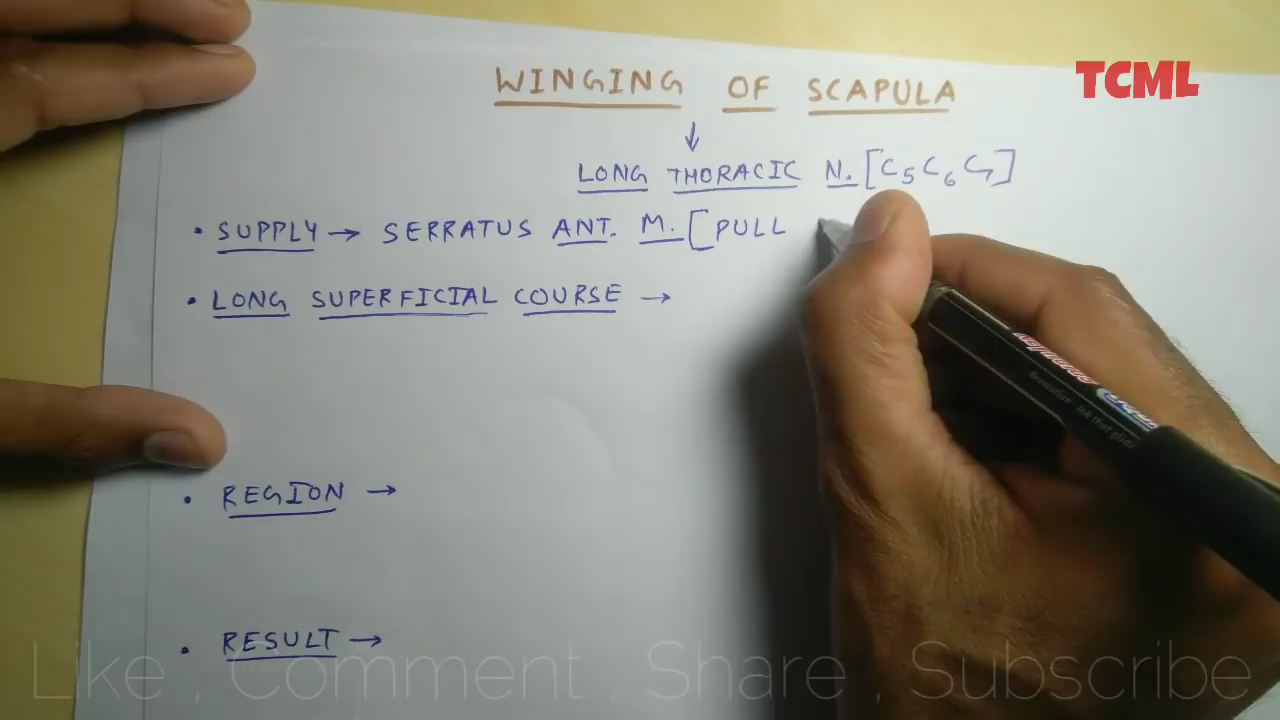 WINGING OF SCAPULA
TCML
↓
LONG THORACIC N. [C5 C6 C7]
• SUPPLY → SERRATUS ANT. M. [PULL
• LONG SUPERFICIAL COURSE →
• REGION →
• RESULT →
Like , Comment , Share , Subscribe.